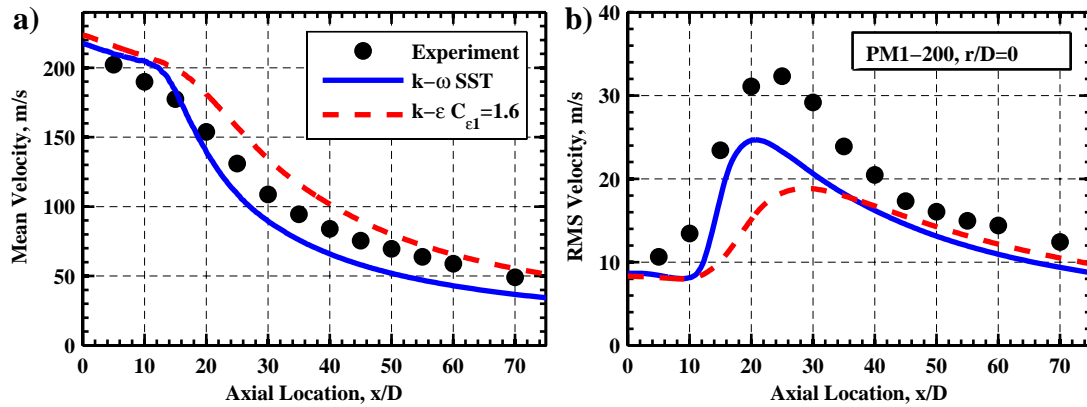 a)
Mean Velocity, m/s
200
150
100
50
0
0 10 20 30 40 50 60 70
Axial Location, x/D
Experiment
k−ω SST
k−ε Cε1=1.6
b)
RMS Velocity, m/s
40
30
20
10
0
0 10 20 30 40 50 60 70
Axial Location, x/D
PM1−200, r/D=0